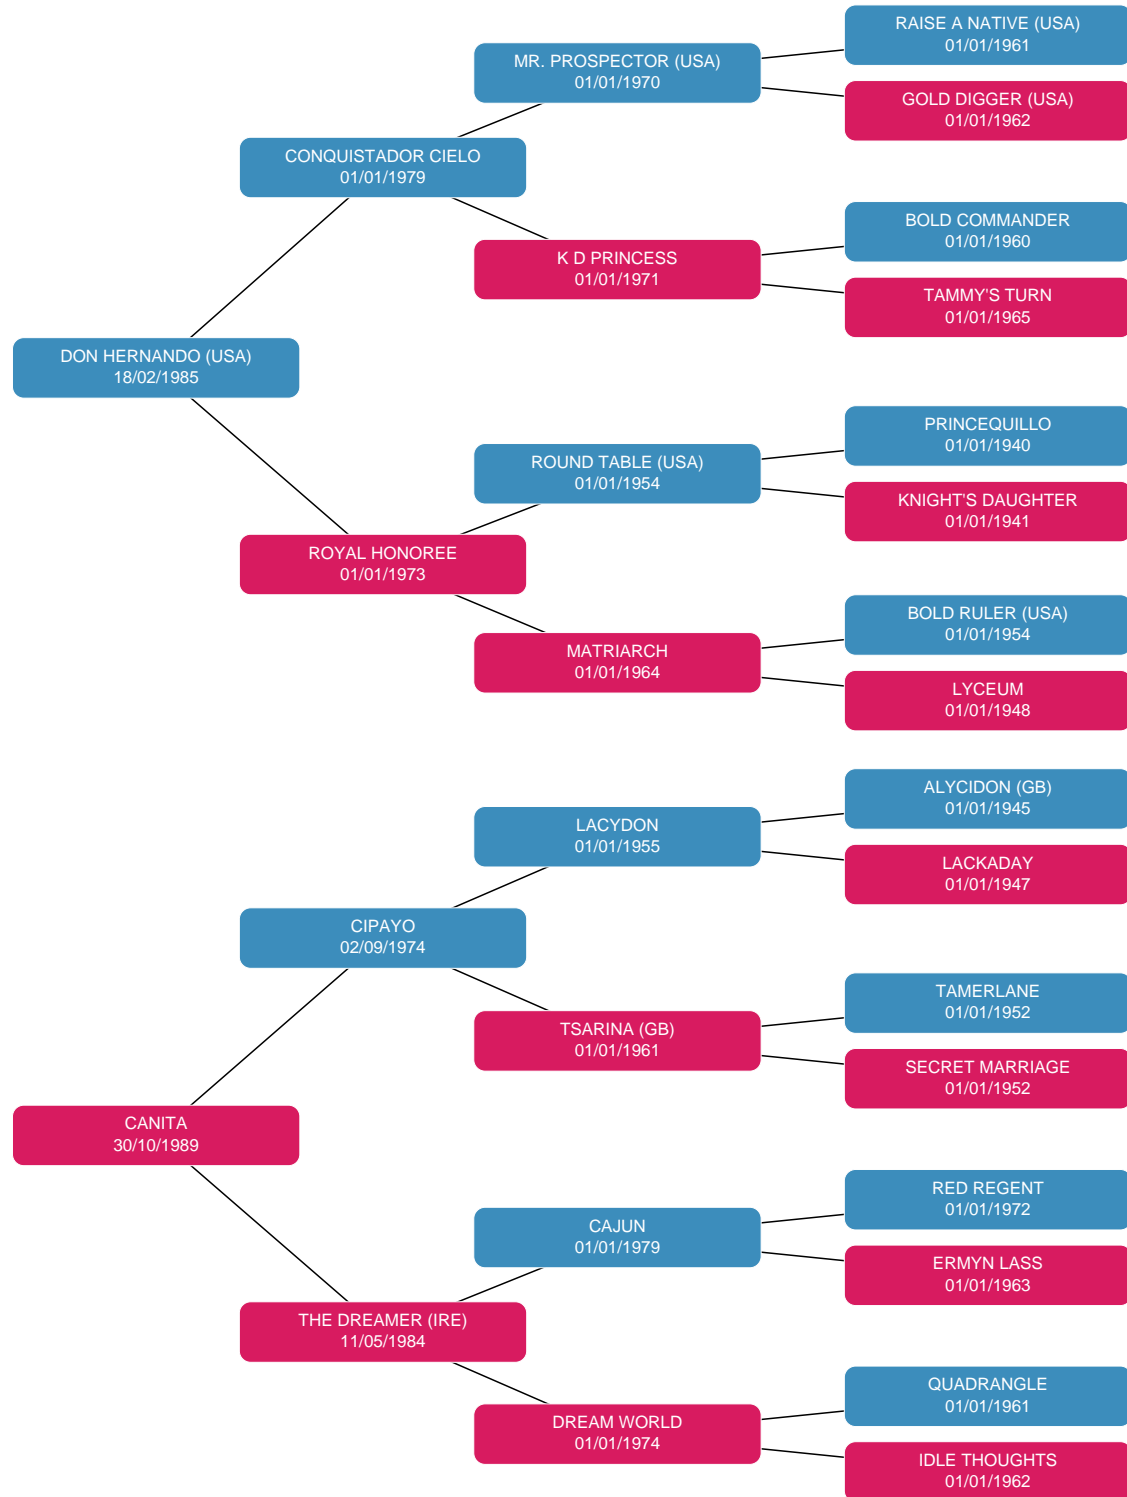 RAISE A NATIVE (USA)
01/01/1961
MR. PROSPECTOR (USA)
01/01/1970
GOLD DIGGER (USA)
01/01/1962
CONQUISTADOR CIELO
01/01/1979
BOLD COMMANDER
01/01/1960
K D PRINCESS
01/01/1971
TAMMY'S TURN
01/01/1965
DON HERNANDO (USA)
18/02/1985
PRINCEQUILLO
01/01/1940
ROUND TABLE (USA)
01/01/1954
KNIGHT'S DAUGHTER
01/01/1941
ROYAL HONOREE
01/01/1973
BOLD RULER (USA)
01/01/1954
MATRIARCH
01/01/1964
LYCEUM
01/01/1948
ALYCIDON (GB)
01/01/1945
LACYDON
01/01/1955
LACKADAY
01/01/1947
CIPAYO
02/09/1974
TAMERLANE
01/01/1952
TSARINA (GB)
01/01/1961
SECRET MARRIAGE
01/01/1952
CANITA
30/10/1989
RED REGENT
01/01/1972
CAJUN
01/01/1979
ERMYN LASS
01/01/1963
THE DREAMER (IRE)
11/05/1984
QUADRANGLE
01/01/1961
DREAM WORLD
01/01/1974
IDLE THOUGHTS
01/01/1962